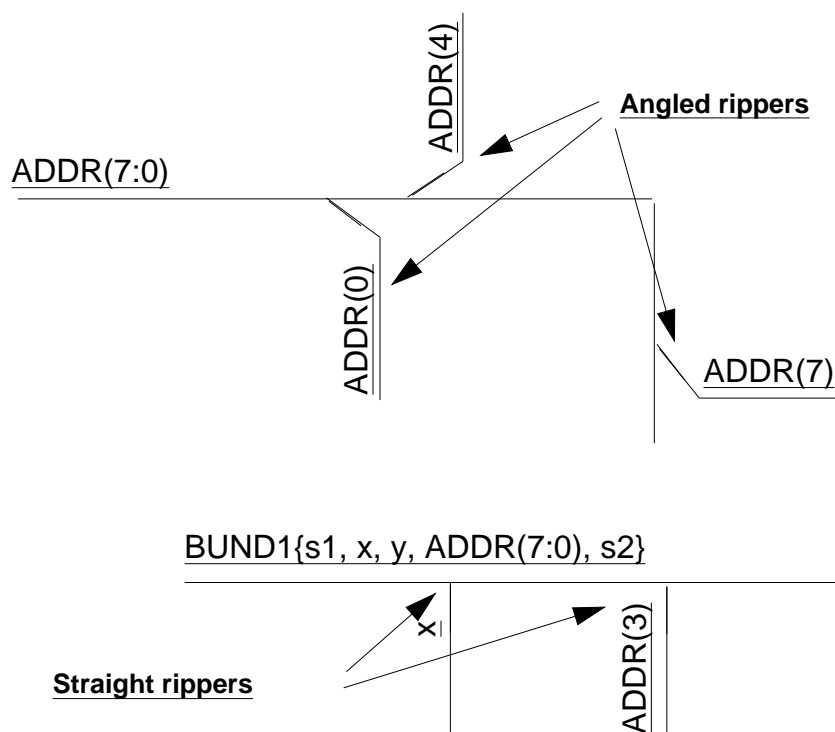 ADDR(4)
Angled rippers
ADDR(7:0)
ADDR(0)
ADDR(7)
BUND1{s1, x, y, ADDR(7:0), s2}
x
ADDR(3)
Straight rippers